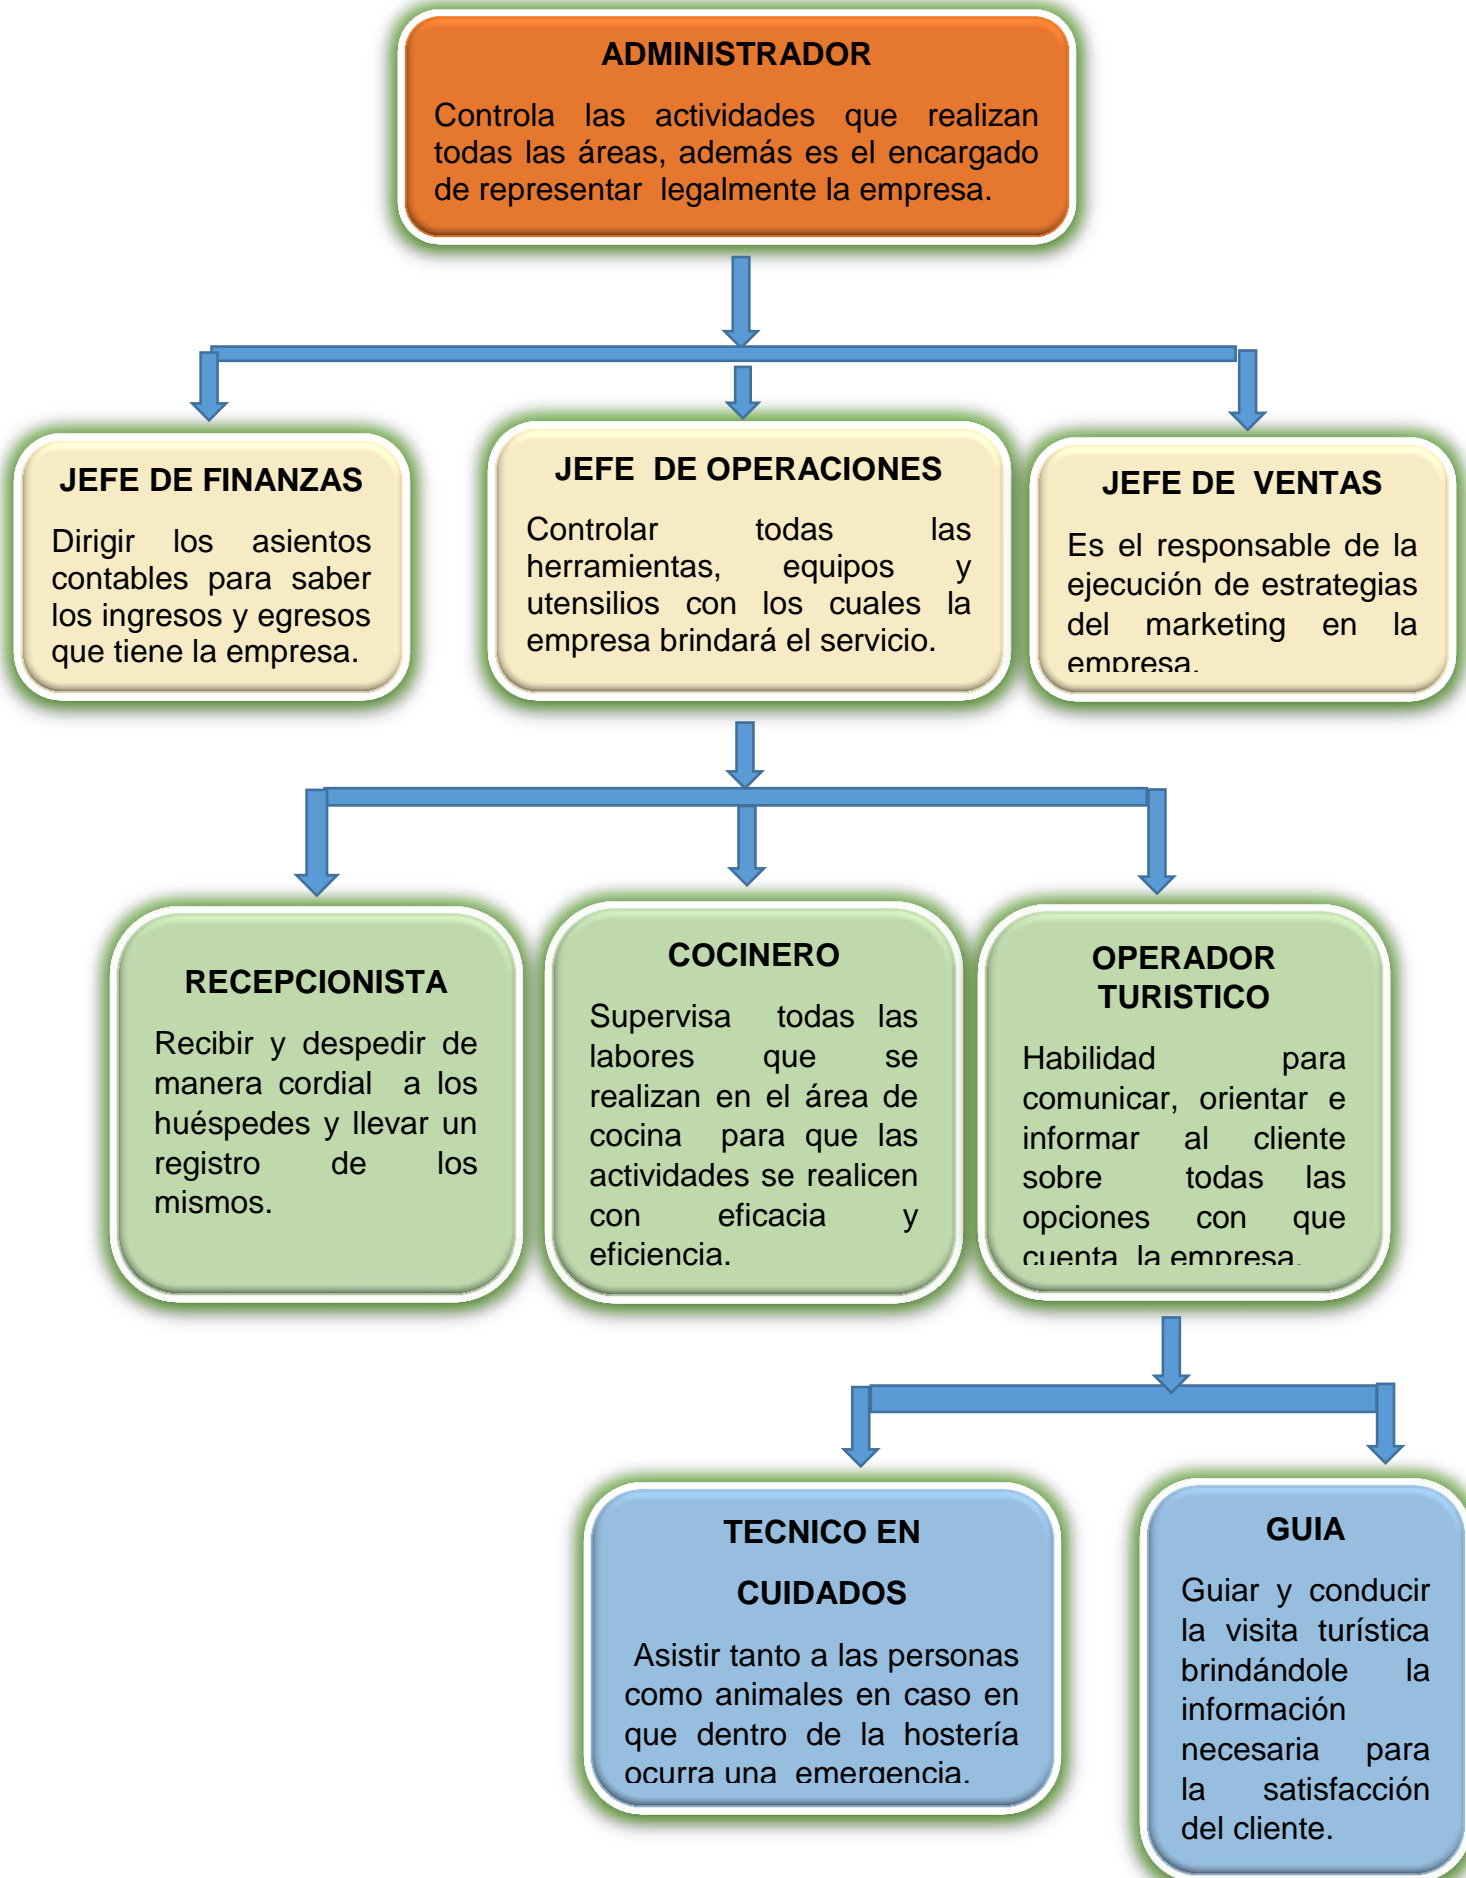 ADMINISTRADOR
Controla las actividades que realizan
todas las áreas, además es el encargado
de representar legalmente la empresa.
JEFE DE FINANZAS
Dirigir los asientos
contables para saber
los ingresos y egresos
que tiene la empresa.
JEFE DE OPERACIONES
Controlar todas las
herramientas, equipos y
utensilios con los cuales la
empresa brindará el servicio.
JEFE DE VENTAS
Es el responsable de la
ejecución de estrategias
del marketing en la
empresa.
RECEPCIONISTA
Recibir y despedir de
manera cordial a los
huéspedes y llevar un
registro de los
mismos.
COCINERO
Supervisa todas las
labores que se
realizan en el área de
cocina para que las
actividades se realicen
con eficacia y
eficiencia.
OPERADOR
TURISTICO
Habilidad para
comunicar, orientar e
informar al cliente
sobre todas las
opciones con que
cuenta la empresa.
TECNICO EN
CUIDADOS
Asistir tanto a las personas
como animales en caso en
que dentro de la hostería
ocurra una emergencia.
GUIA
Guiar y conducir
la visita turística
brindándole la
información
necesaria para
la satisfacción
del cliente.